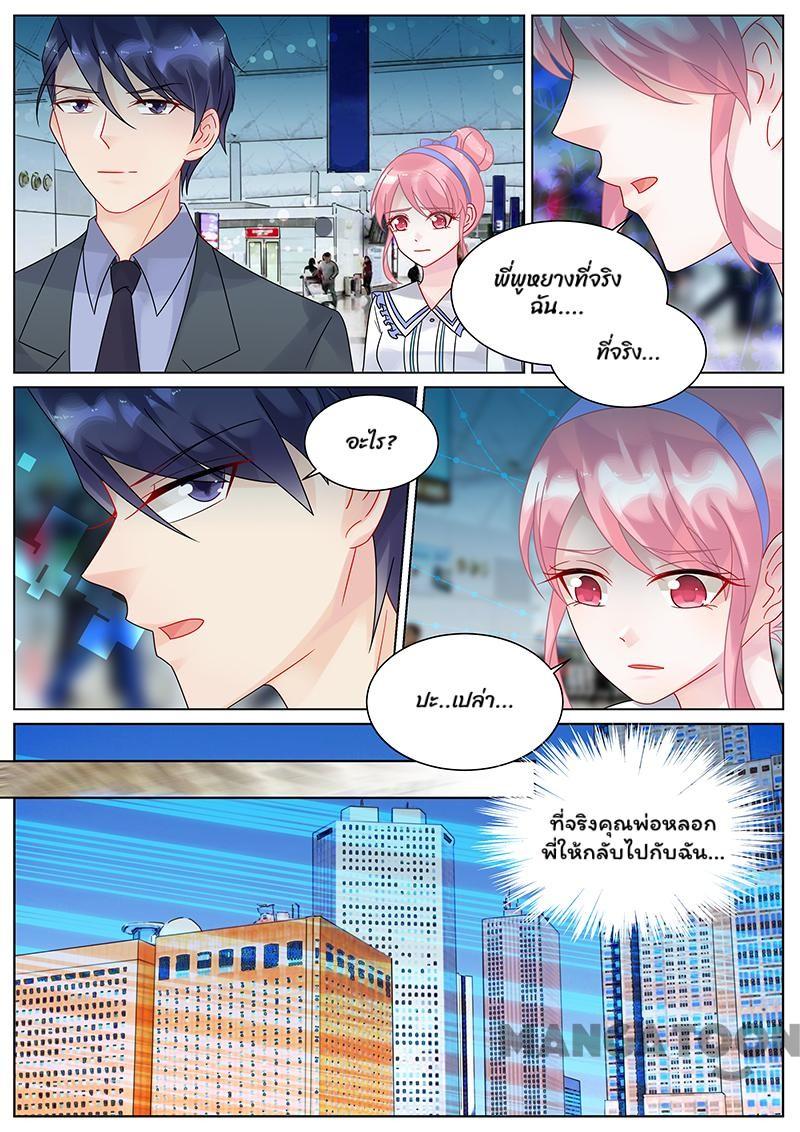 พี่พูหยางที่จริง
ฉัน....
ที่จริง...
อะไร?
ปะ..เปล่า...
ที่จริงคุณพ่อหลอก
พี่ให้กลับไปกับฉัน...
MANGATOON